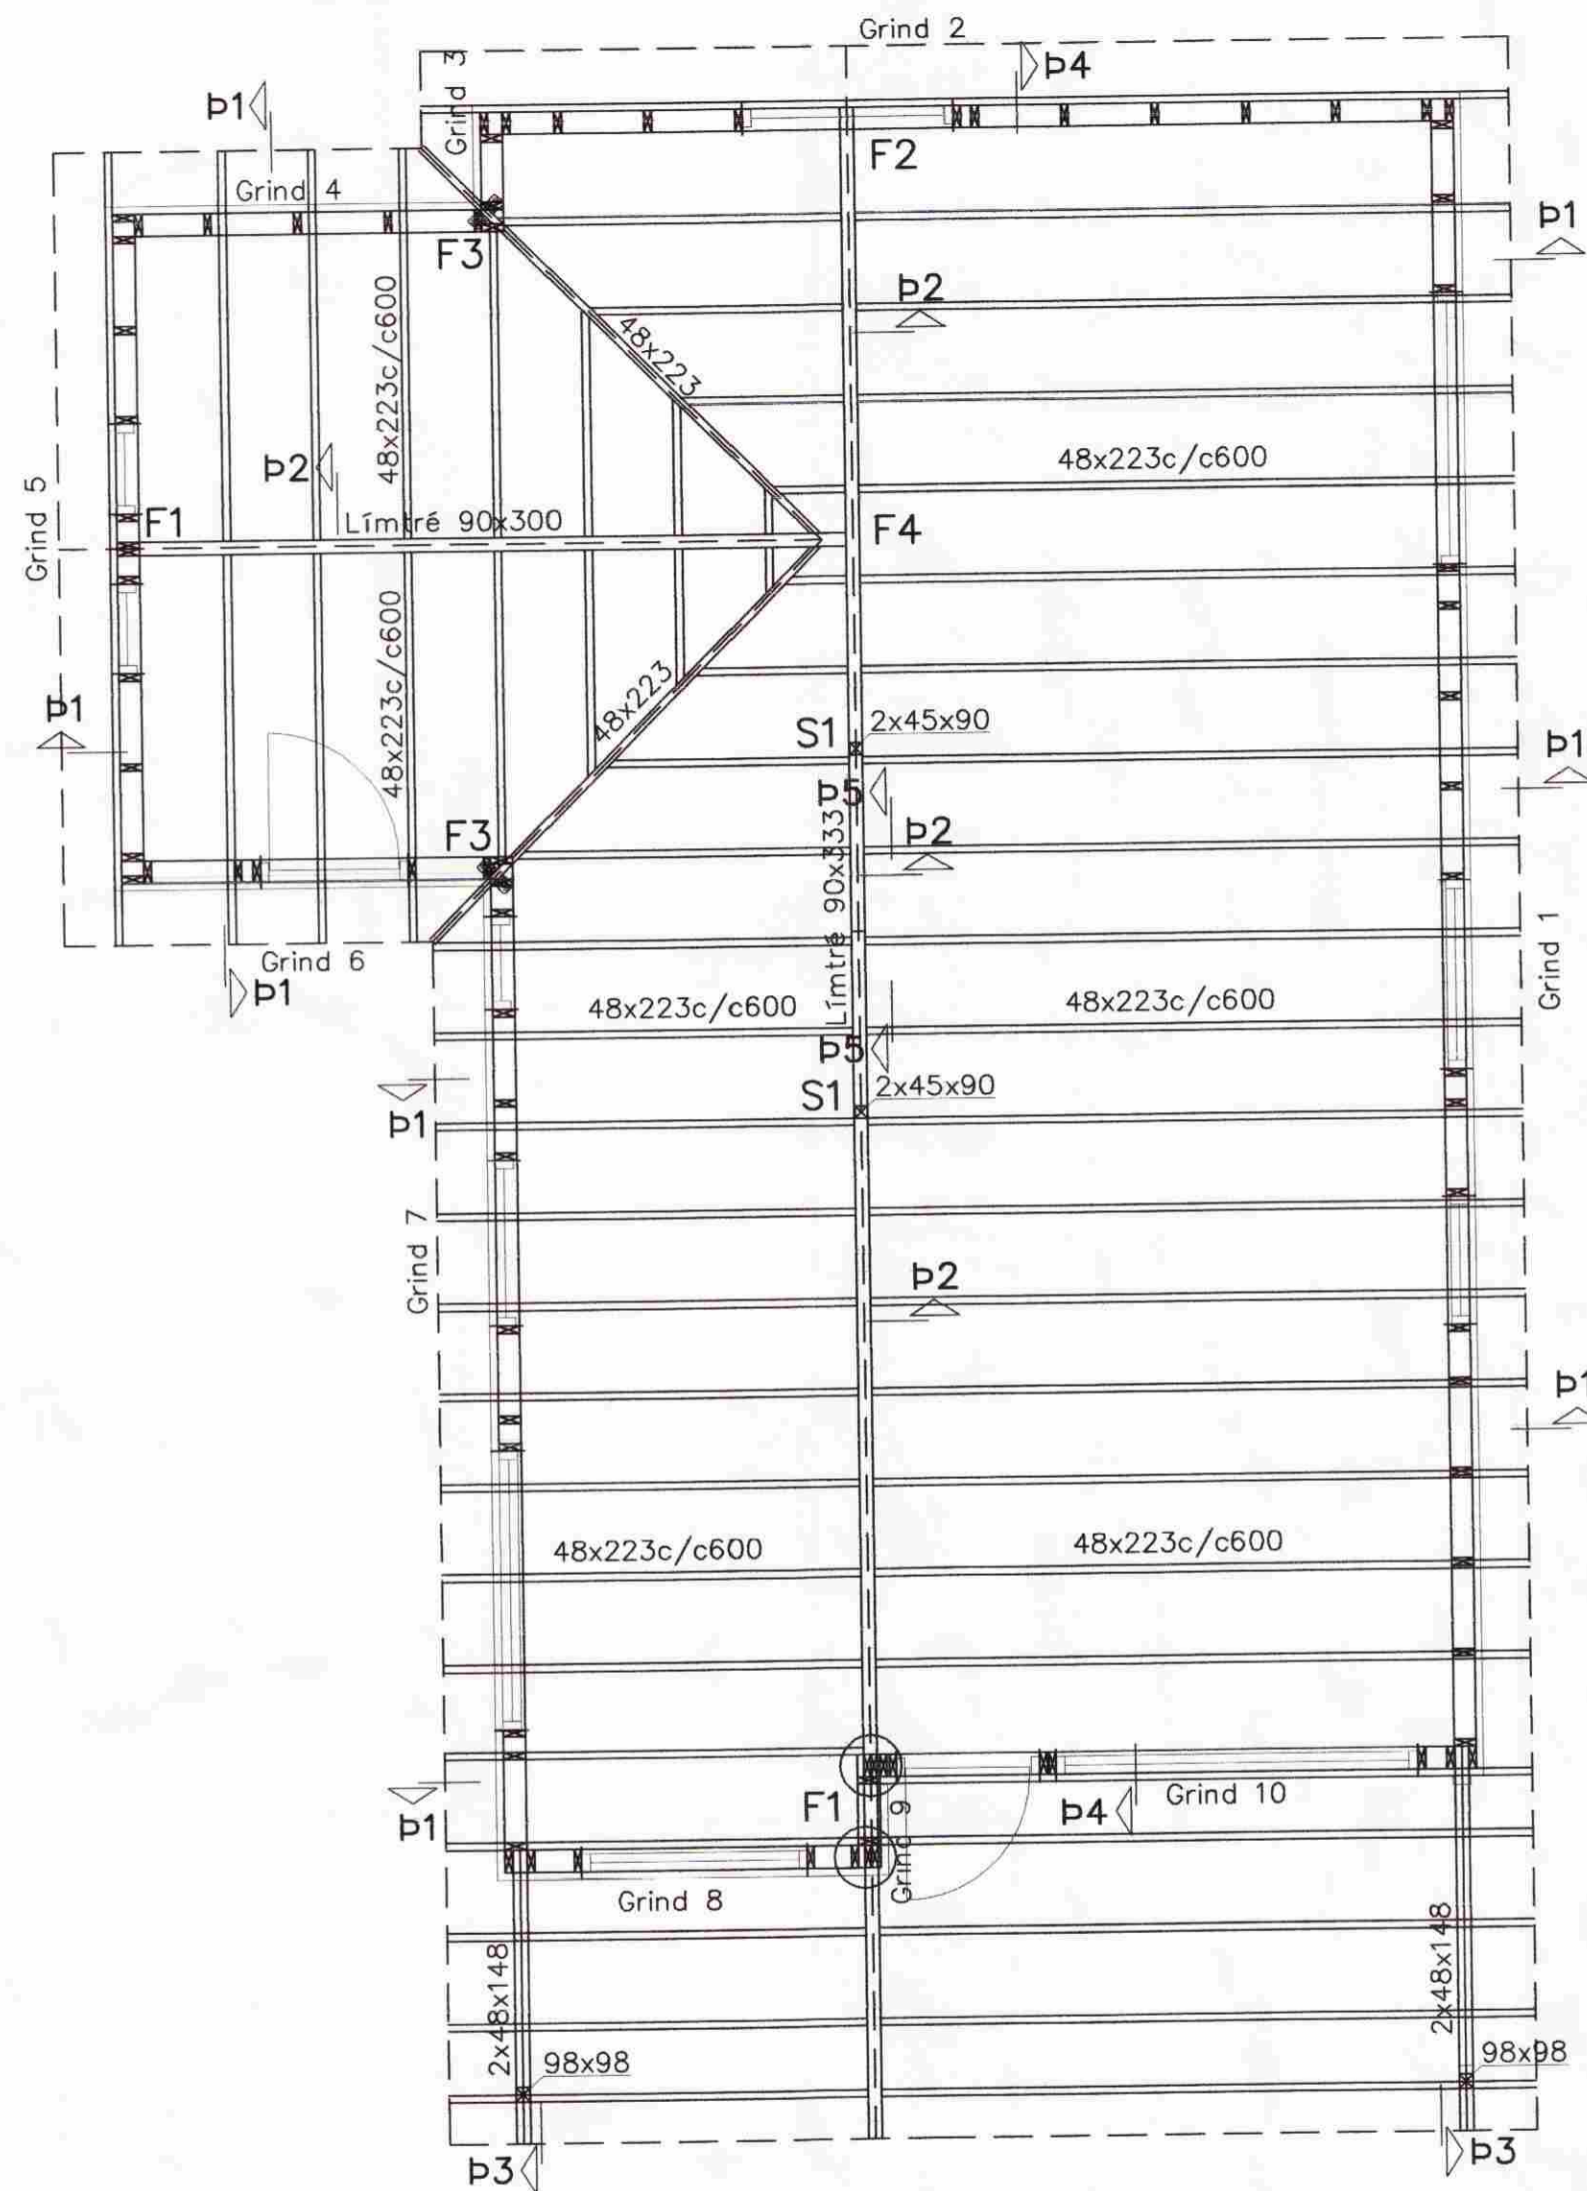 Grind 2
Grind 3
Þ4
Þ1
F2
Grind 4
F3
Þ1
Þ2
48x223c/c600
48x223
Þ2
48x223c/c600
Grind 5
F1
Límtré 90x300
F4
48x223c/c600
48x223
Þ1
S1
2x45x90
Þ1
Þ5
Þ2
F3
Límtré 90x333
Grind 1
Grind 6
Þ1
48x223c/c600
48x223c/c600
Þ5
S1
2x45x90
Þ1
Grind 7
Þ2
Þ1
48x223c/c600
48x223c/c600
F1
Grind 9
Þ4
Grind 10
Þ1
Grind 8
2x48x148
2x48x148
98x98
98x98
Þ3
Þ3